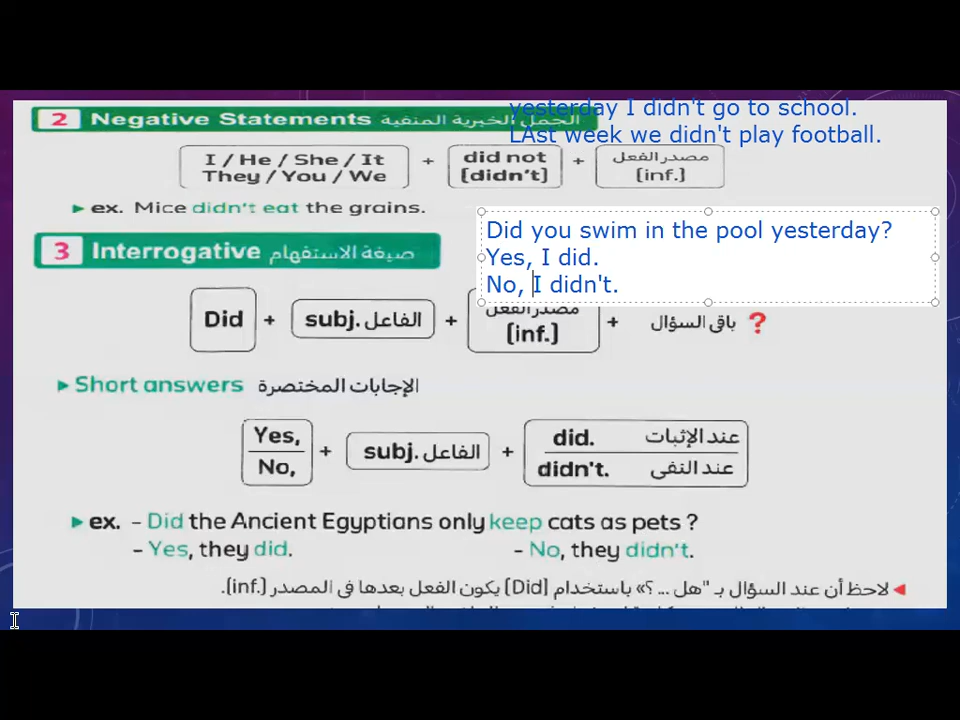 yesterday I didn't go to school.
LAst week we didn't play football.
2 Negative Statements الجمل الخبرية المنفية
I / He / She / It
They / You / We
+
did not
[didn't]
+
مصدر الفعل
(inf.)
ex. Mice didn't eat the grains.
Did you swim in the pool yesterday?
Yes, I did.
No, I didn't.
3 Interrogative صيغة الاستفهام
Did + subj. الفاعل +
مصدر الفعل
(inf.)
+ باقى السؤال ?
Short answers الإجابات المختصرة
Yes,
No,
+ subj. الفاعل +
did. عند الإثبات
didn't. عند النفى
ex. - Did the Ancient Egyptians only keep cats as pets ?
- Yes, they did. - No, they didn't.
لاحظ أن عند السؤال بـ "هل ... ؟» باستخدام [Did] يكون الفعل بعدها فى المصدر [inf.).